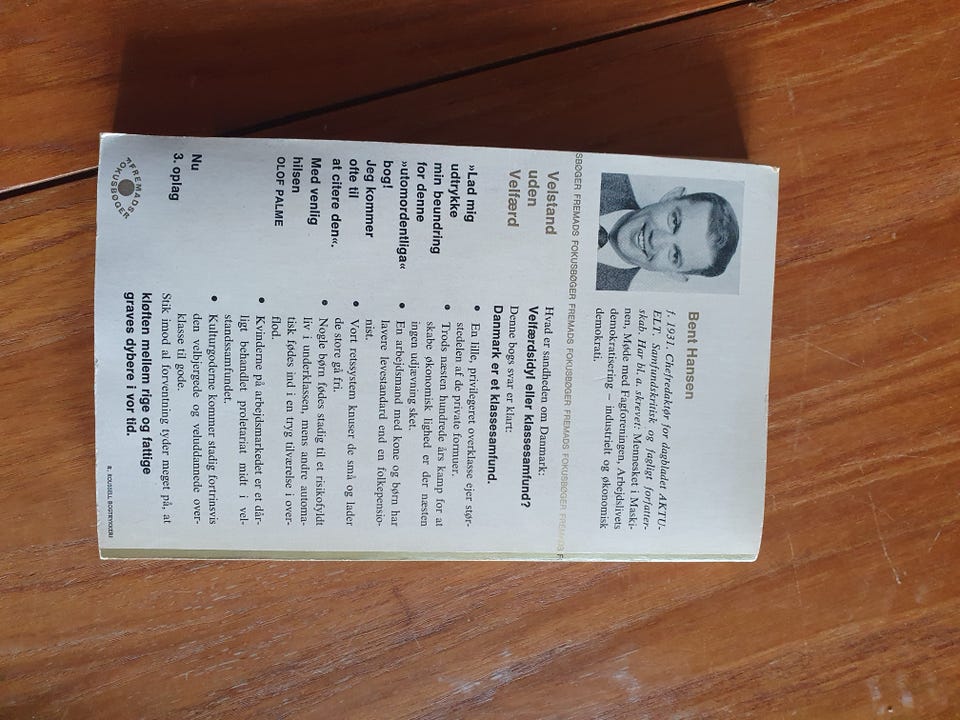 Bent Hansen
f. 1931. Chefredaktør for dagbladet AKTU-
ELT. Samfundskritisk og fagligt forfatter-
skab. Har bl. a. skrevet: Mennesket i Maski-
nen, Møde med Fagforeningen, Arbejdslivets
demokratisering – industrielt og økonomisk
demokrati.
SBØGER FREMADS FOKUSBØGER FREMADS FOKUSBØGER FREMADS FOKUSBØGER FREMADS F
Velstand
uden
Velfærd
»Lad mig
udtrykke
min beundring
for denne
»utomordentliga«
bog!
Jeg kommer
ofte til
at citere den«.
Med venlig
hilsen
OLOF PALME
Nu
3. oplag
FREMADS
FOKUSBØGER
Hvad er sandheden om Danmark:
Velfærdsidyl eller klassesamfund?
Denne bogs svar er klart:
Danmark er et klassesamfund.
• En lille, privilegeret overklasse ejer stør-
stedelen af de private formuer.
• Trods næsten hundrede års kamp for at
skabe økonomisk lighed er der næsten
ingen udjævning sket.
• En arbejdsmand med kone og børn har
lavere levestandard end en folkepensio-
nist.
• Vort retssystem knuser de små og lader
de store gå fri.
• Nogle børn fødes stadig til et risikofyldt
liv i underklassen, mens andre automa-
tisk fødes ind i en tryg tilværelse i over-
flod.
• Kvinderne på arbejdsmarkedet er et dår-
ligt behandlet proletariat midt i vel-
standssamfundet.
• Kulturgoderne kommer stadig fortrinsvis
den velbjergede og veluddannede over-
klasse til gode.
Stik imod al forventning tyder meget på, at
kløften mellem rige og fattige
graves dybere i vor tid.
P. ROUSSELL BOGTRYKKERI